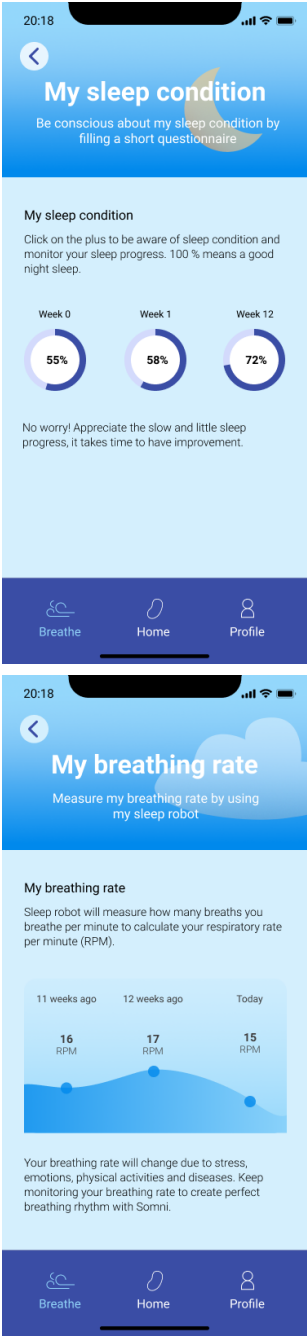 20:18
My sleep condition
Be conscious about my sleep condition by
filling a short questionnaire
My sleep condition
Click on the plus to be aware of sleep condition and
monitor your sleep progress. 100 % means a good
night sleep.
Week 0 Week 1 Week 12
55% 58% 72%
No worry! Appreciate the slow and little sleep
progress, it takes time to have improvement.
Breathe Home Profile
20:18
My breathing rate
Measure my breathing rate by using
my sleep robot
My breathing rate
Sleep robot will measure how many breaths you
breathe per minute to calculate your respiratory rate
per minute (RPM).
11 weeks ago 12 weeks ago Today
16 17 15
RPM RPM RPM
Your breathing rate will change due to stress,
emotions, physical activities and diseases. Keep
monitoring your breathing rate to create perfect
breathing rhythm with Somni.
Breathe Home Profile